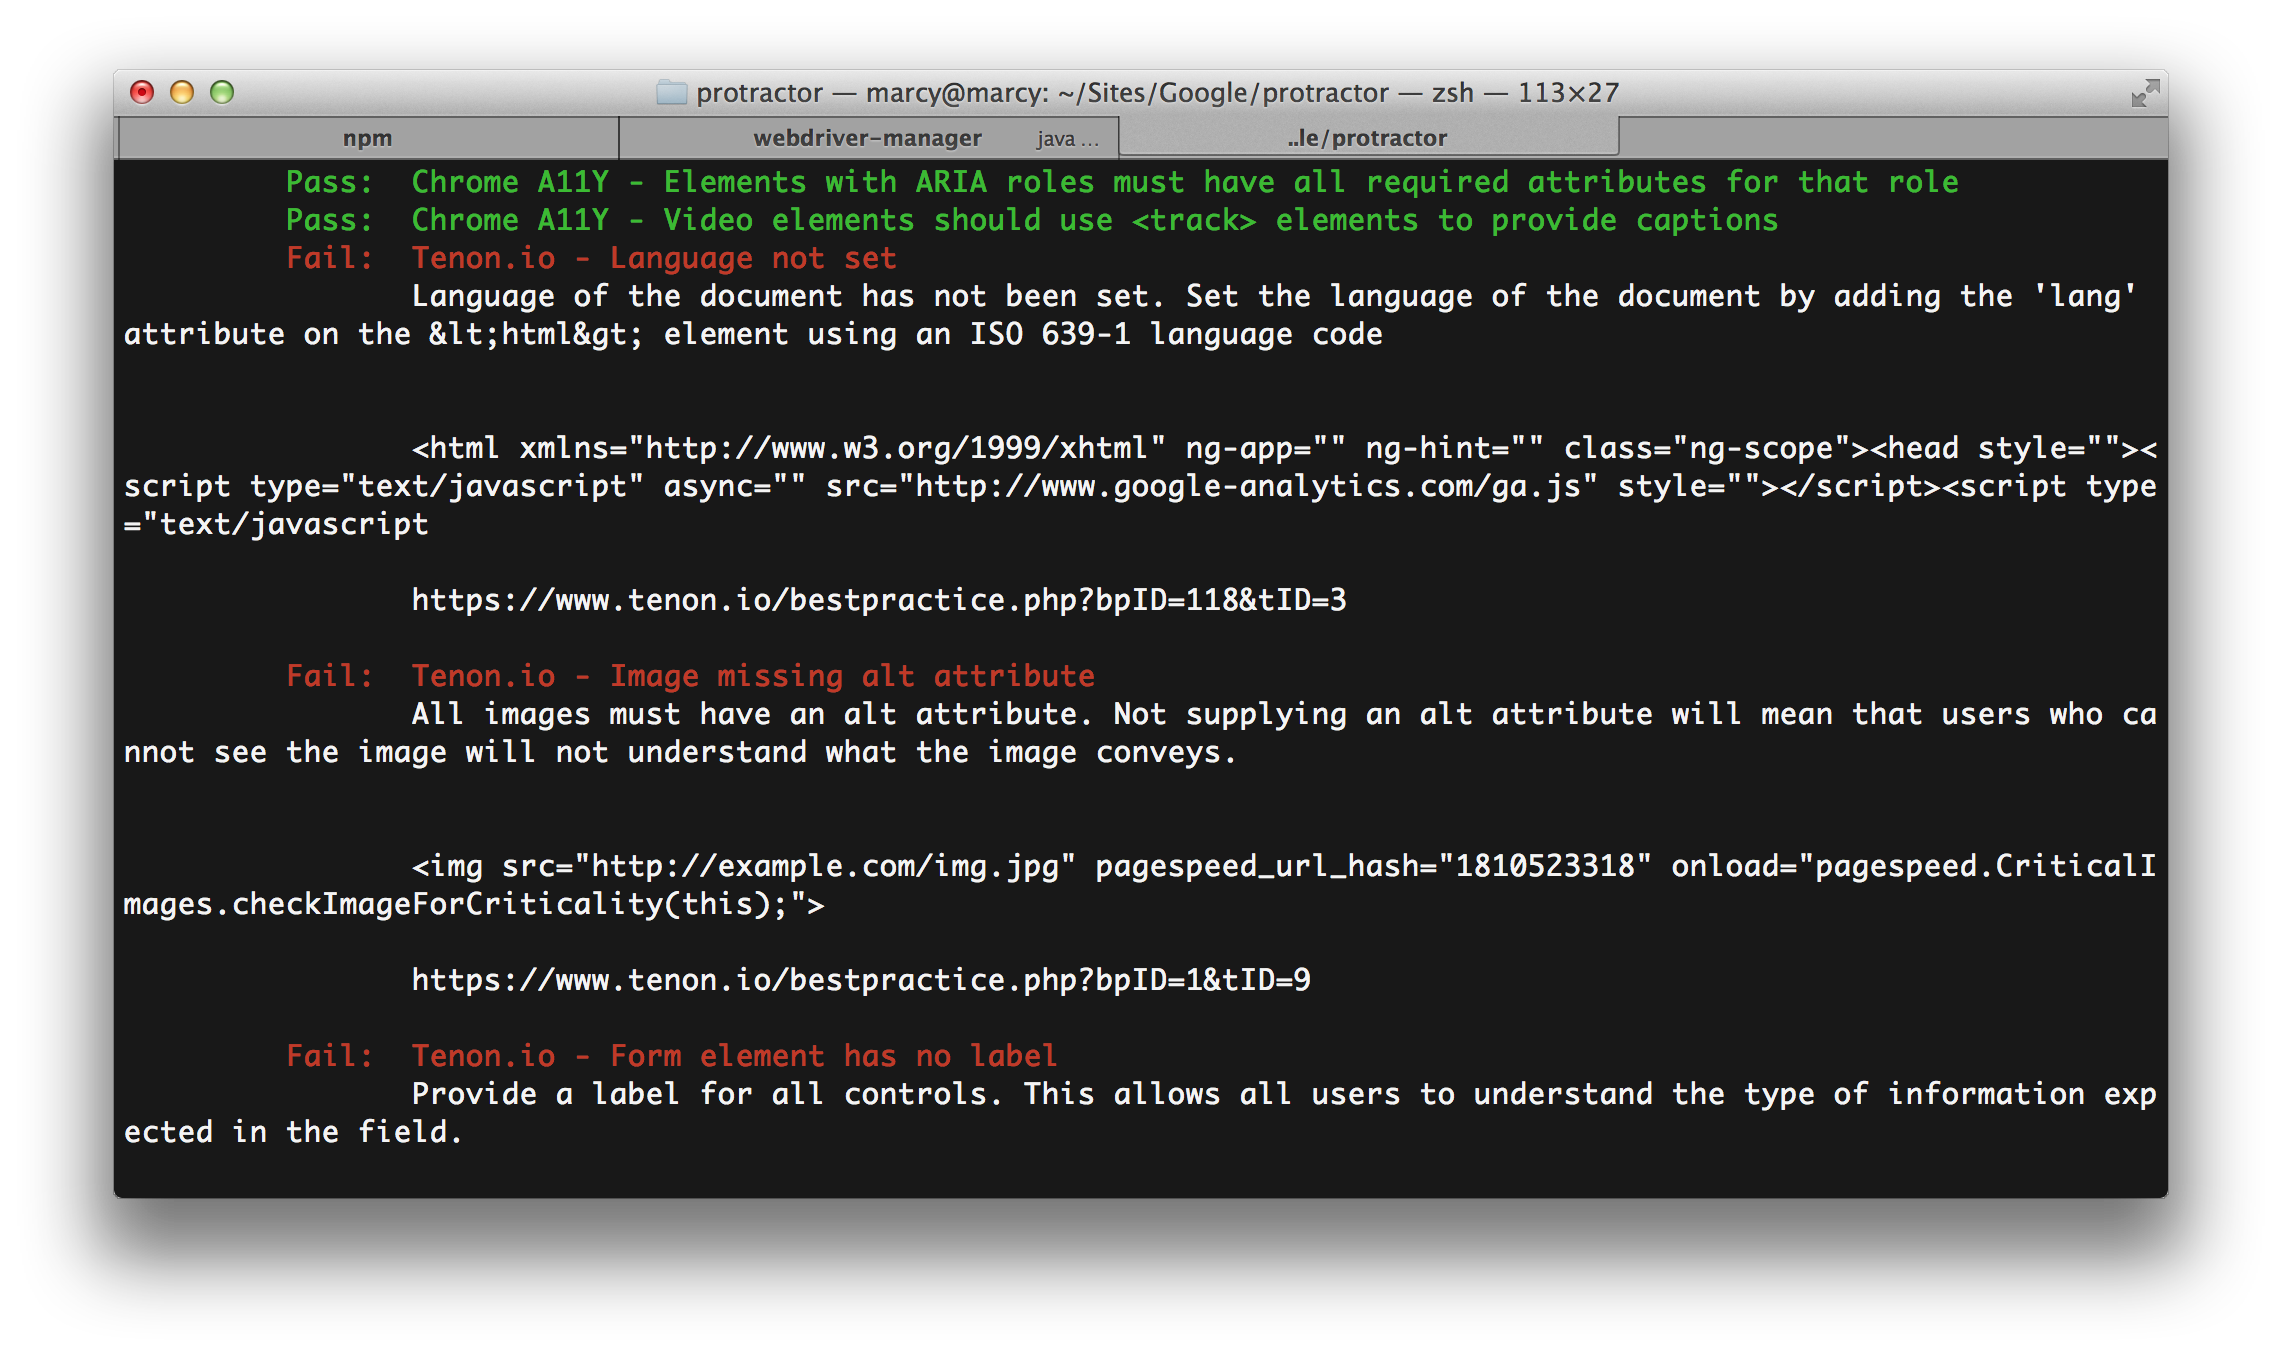 protractor — marcy@marcy: ~/Sites/Google/protractor — zsh — 113×27
npm webdriver-manager java ... ..le/protractor
Pass: Chrome A11Y - Elements with ARIA roles must have all required attributes for that role
Pass: Chrome A11Y - Video elements should use <track> elements to provide captions
Fail: Tenon.io - Language not set
Language of the document has not been set. Set the language of the document by adding the 'lang'
attribute on the &lt;html&gt; element using an ISO 639-1 language code
<html xmlns="http://www.w3.org/1999/xhtml" ng-app="" ng-hint="" class="ng-scope"><head style=""><
script type="text/javascript" async="" src="http://www.google-analytics.com/ga.js" style=""></script><script type
="text/javascript
https://www.tenon.io/bestpractice.php?bpID=118&tID=3
Fail: Tenon.io - Image missing alt attribute
All images must have an alt attribute. Not supplying an alt attribute will mean that users who ca
nnot see the image will not understand what the image conveys.
<img src="http://example.com/img.jpg" pagespeed_url_hash="1810523318" onload="pagespeed.CriticalI
mages.checkImageForCriticality(this);">
https://www.tenon.io/bestpractice.php?bpID=1&tID=9
Fail: Tenon.io - Form element has no label
Provide a label for all controls. This allows all users to understand the type of information exp
ected in the field.